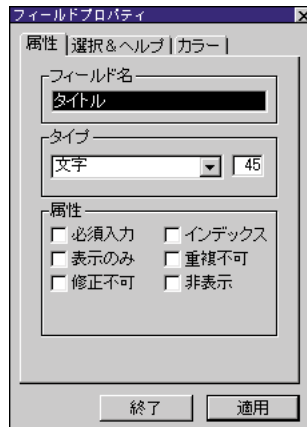 フィールドプロパティ
属性 選択&ヘルプ カラー
フィールド名
タイトル
タイプ
文字 45
属性
必須入力 インデックス
表示のみ 重複不可
修正不可 非表示
終了 適用